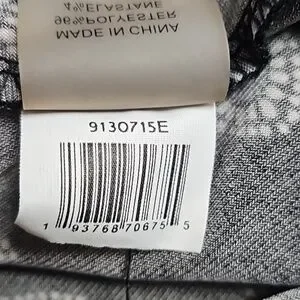 4% ELASTANE
96% POLYESTER
MADE IN CHINA
9130715E
1 93768 70675 5